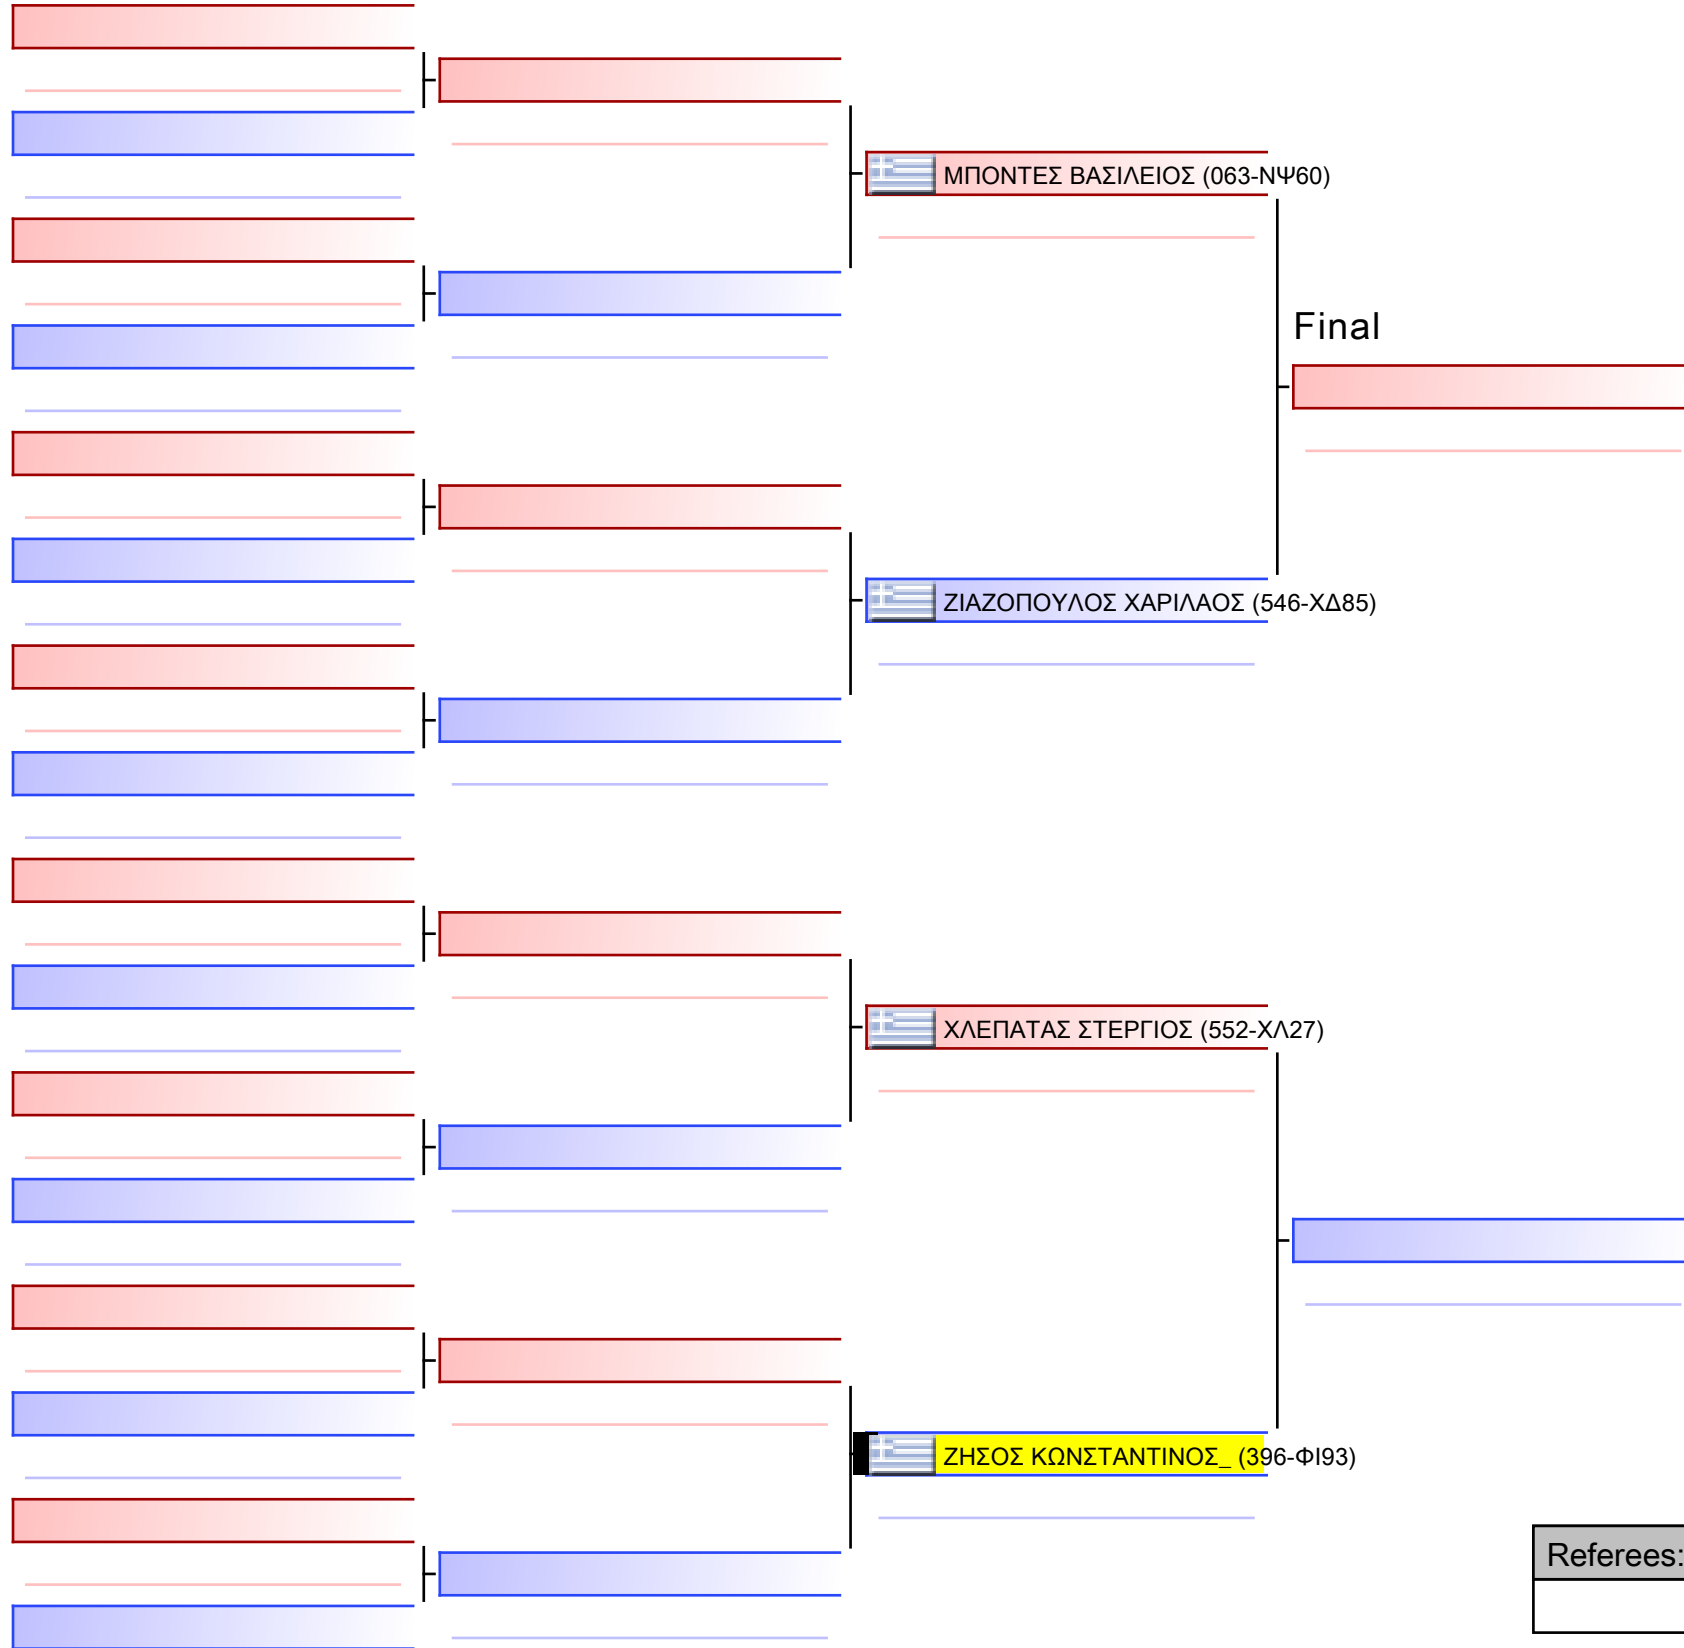 ΜΠΟΝΤΕΣ ΒΑΣΙΛΕΙΟΣ (063-ΝΨ60)
Final
ΖΙΑΖΟΠΟΥΛΟΣ ΧΑΡΙΛΑΟΣ (546-ΧΔ85)
ΧΛΕΠΑΤΑΣ ΣΤΕΡΓΙΟΣ (552-ΧΛ27)
ΖΗΣΟΣ ΚΩΝΣΤΑΝΤΙΝΟΣ_ (396-ΦΙ93)
Referees: